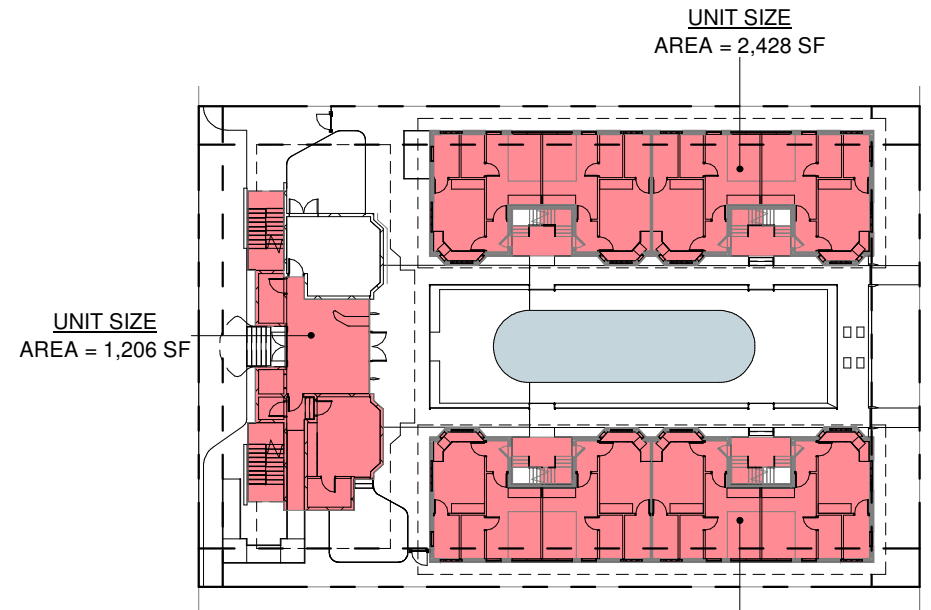 UNIT SIZE
AREA = 2,428 SF
UNIT SIZE
AREA = 1,206 SF